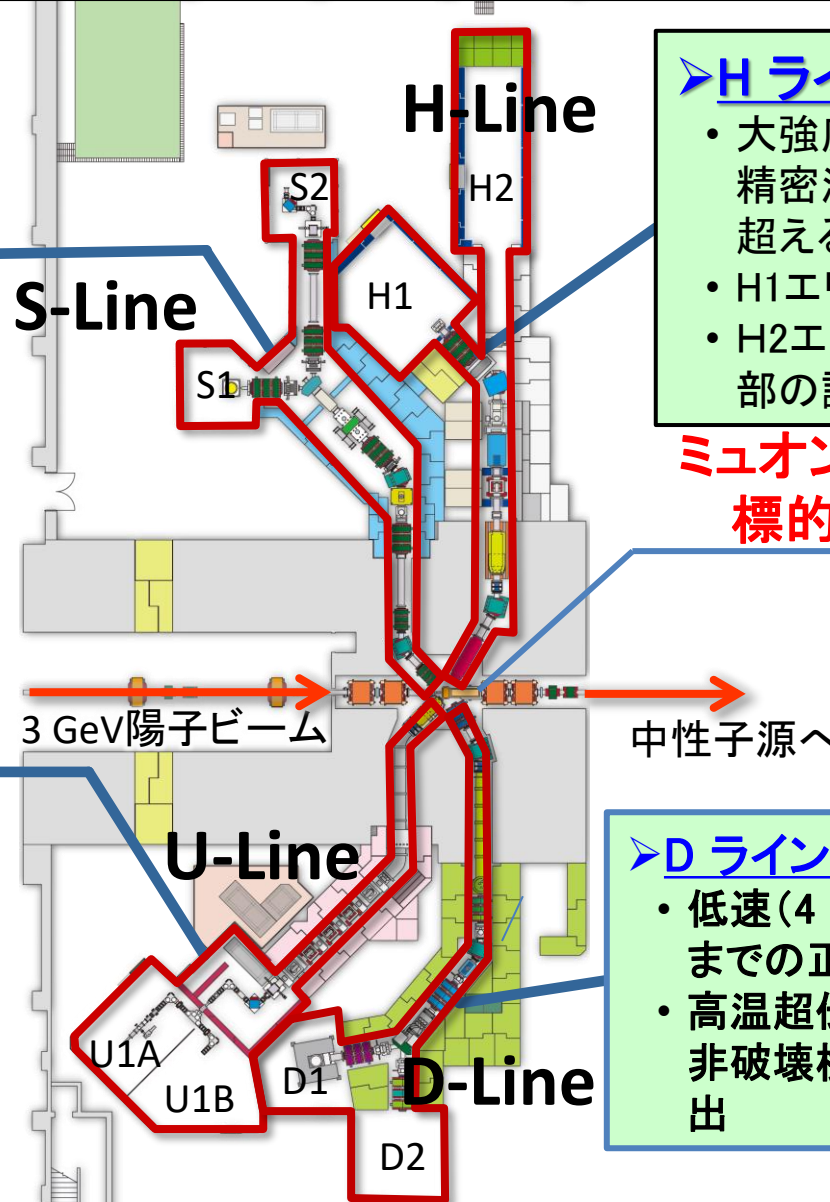 H-Line
S2
H2
H1
S-Line
S1
➢H ラ
• 大強
精密
超える
• H1エ
• H2エ
部の
ミュオン
標的
3 GeV陽子ビーム
中性子源へ
U-Line
U1A
U1B
D1
D-Line
D2
➢D ライン
• 低速(4
までの正
• 高温超
非破壊
出